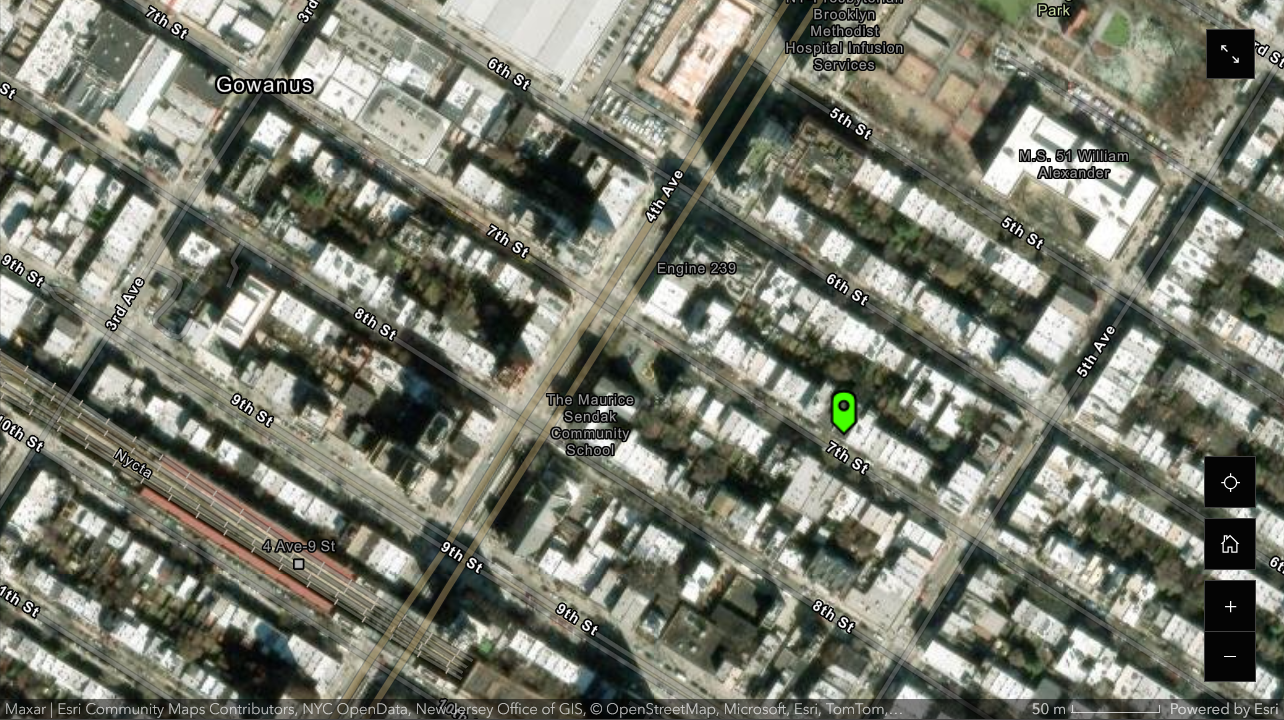 7th St
3rd
NY-Presbyterian
Brooklyn
Methodist
Hospital Infusion
Services
Park
rd St
Gowanus
6th St
St
5th St
M.S. 51 William
Alexander
4th Ave
5th St
7th St
Engine 239
6th St
9th St
3rd Ave
8th St
5th Ave
The Maurice
Sendak
Community
School
9th St
7th St
10th St
Nycta
4 Ave-9 St
9th St
9th St
8th St
6t
1th St
Maxar | Esri Community Maps Contributors, NYC OpenData, New Jersey Office of GIS, © OpenStreetMap, Microsoft, Esri, TomTom,...
50 m
Powered by Esri